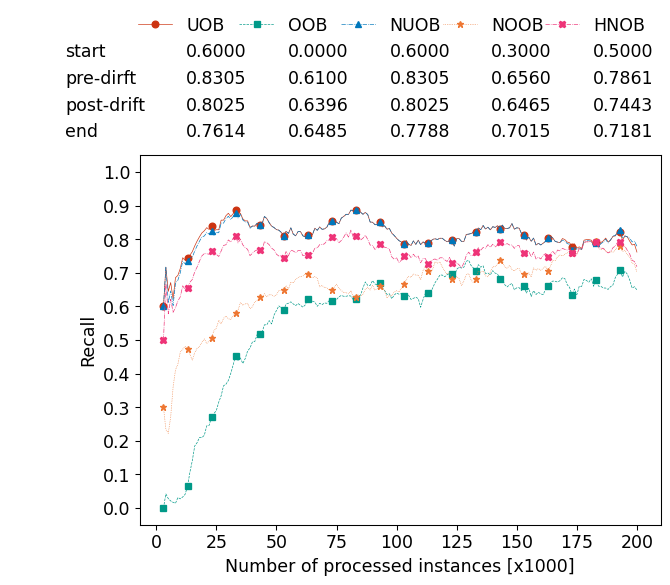 UOB OOB NUOB NOOB HNOB
start 0.6000 0.0000 0.6000 0.3000 0.5000
pre-dirft 0.8305 0.6100 0.8305 0.6560 0.7861
post-drift 0.8025 0.6396 0.8025 0.6465 0.7443
end 0.7614 0.6485 0.7788 0.7015 0.7181
1.0
0.9
0.8
0.7
0.6
0.5
0.4
0.3
0.2
0.1
0.0
Recall
0 25 50 75 100 125 150 175 200
Number of processed instances [x1000]